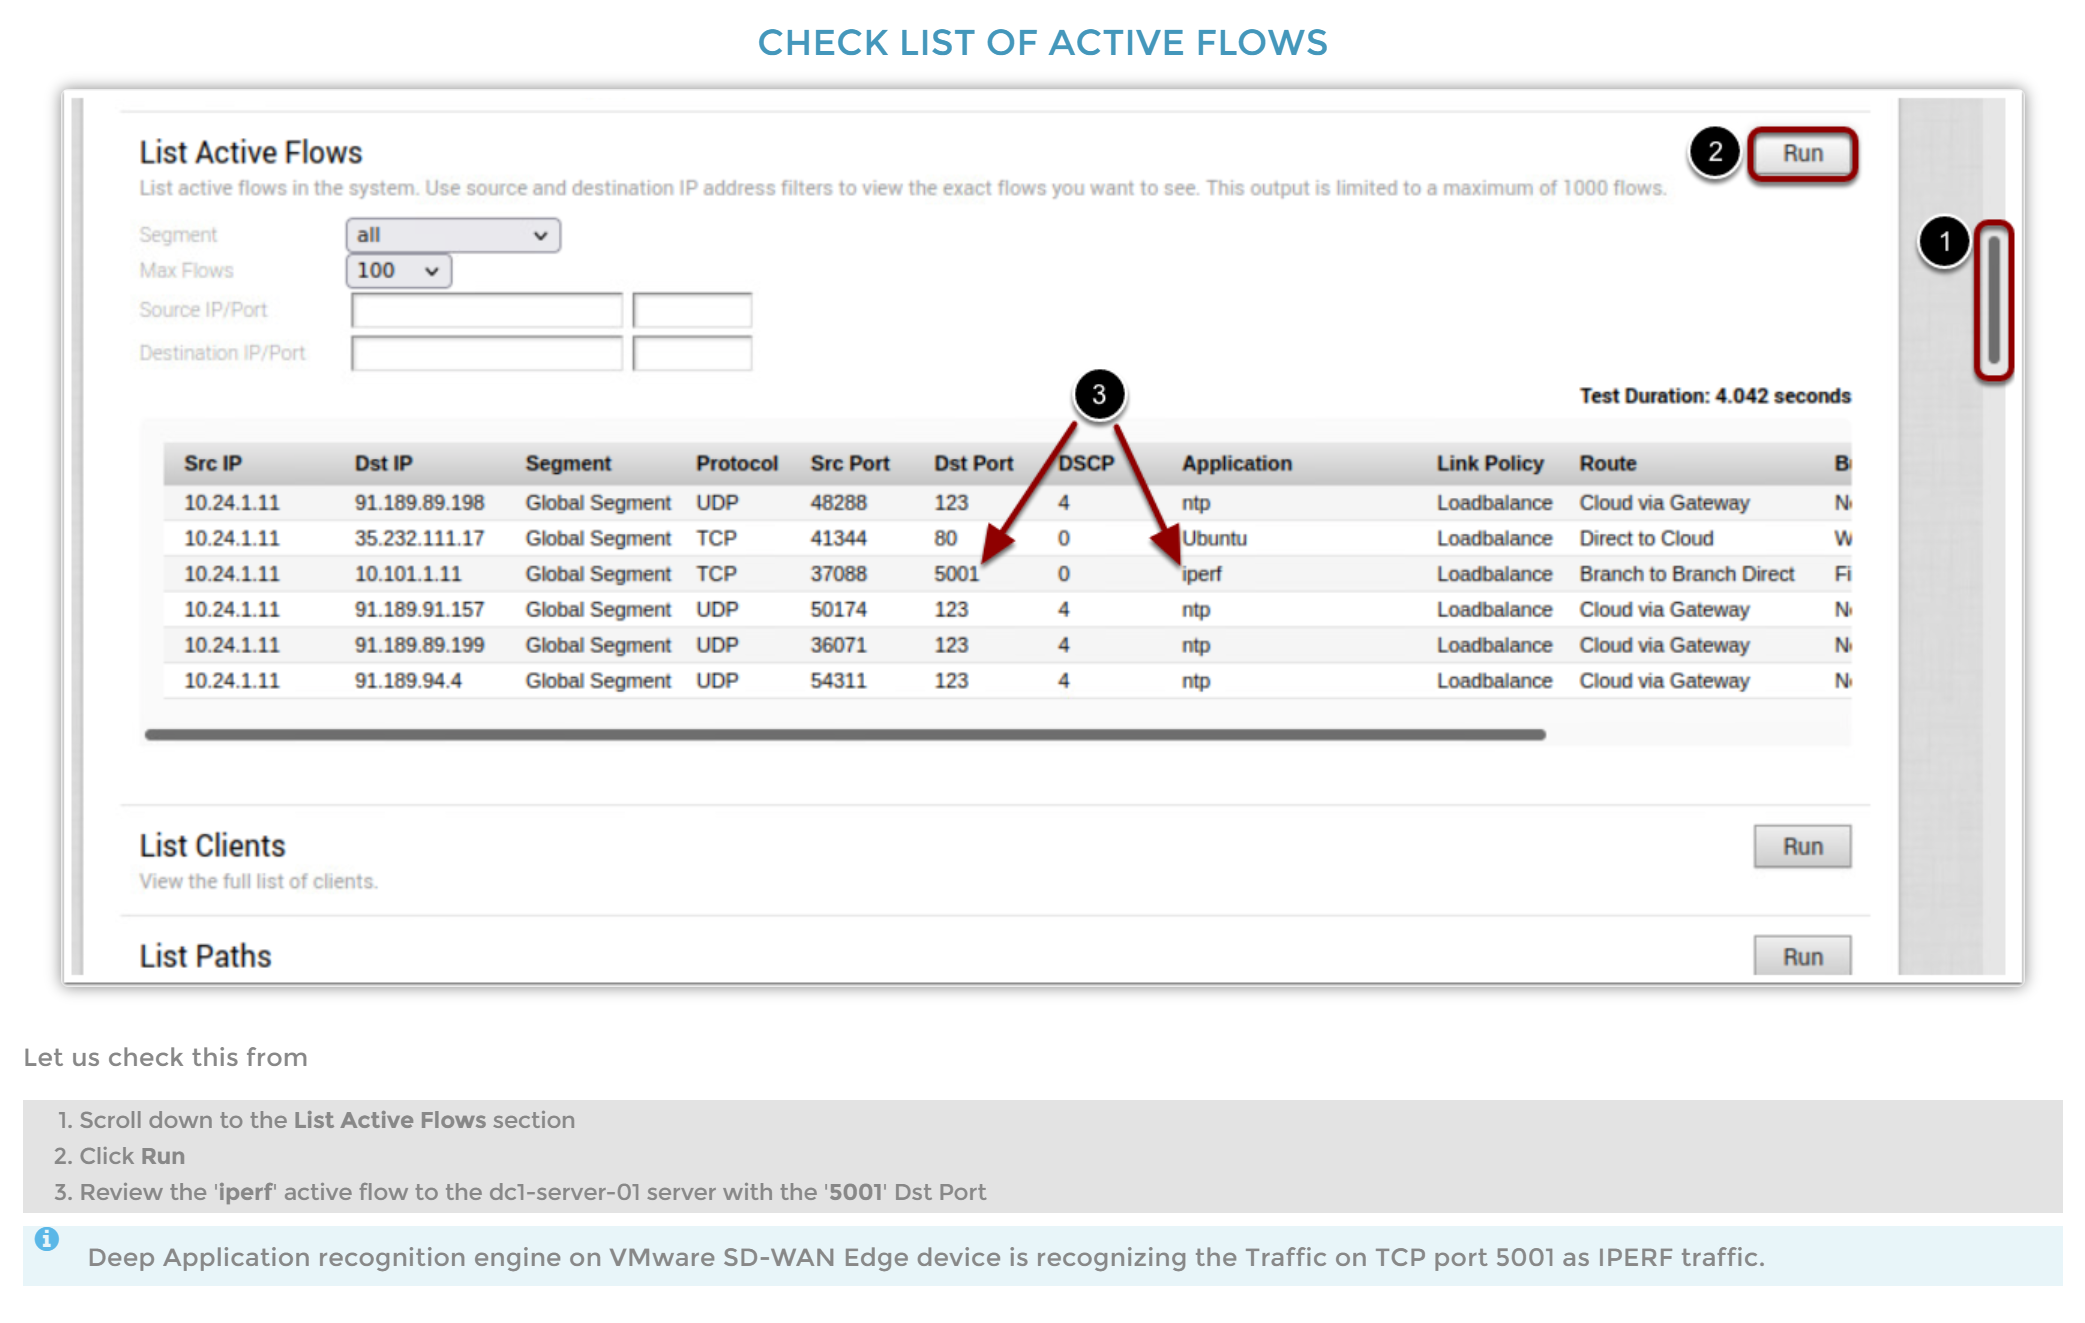 CHECK LIST OF ACTIVE FLOWS
List Active Flows
2
Run
List active flows in the system. Use source and destination IP address filters to view the exact flows you want to see. This output is limited to a maximum of 1000 flows.
Segment all
1
Max Flows 100
Source IP/Port
Destination IP/Port
3
Test Duration: 4.042 seconds
Src IP Dst IP Segment Protocol Src Port Dst Port DSCP Application Link Policy Route
10.24.1.11 91.189.89.198 Global Segment UDP 48288 123 4 ntp Loadbalance Cloud via Gateway
10.24.1.11 35.232.111.17 Global Segment TCP 41344 80 0 Ubuntu Loadbalance Direct to Cloud
10.24.1.11 10.101.1.11 Global Segment TCP 37088 5001 0 iperf Loadbalance Branch to Branch Direct
10.24.1.11 91.189.91.157 Global Segment UDP 50174 123 4 ntp Loadbalance Cloud via Gateway
10.24.1.11 91.189.89.199 Global Segment UDP 36071 123 4 ntp Loadbalance Cloud via Gateway
10.24.1.11 91.189.94.4 Global Segment UDP 54311 123 4 ntp Loadbalance Cloud via Gateway
List Clients
Run
View the full list of clients.
List Paths
Run
Let us check this from
1. Scroll down to the List Active Flows section
2. Click Run
3. Review the 'iperf' active flow to the dc1-server-01 server with the '5001' Dst Port
Deep Application recognition engine on VMware SD-WAN Edge device is recognizing the Traffic on TCP port 5001 as IPERF traffic.